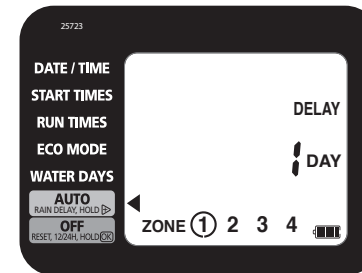 25723
DATE / TIME
START TIMES
RUN TIMES
ECO MODE
WATER DAYS
AUTO
RAIN DELAY, HOLD
OFF
RESET, 12/24H, HOLD OK
DELAY
1 DAY
ZONE 1 2 3 4